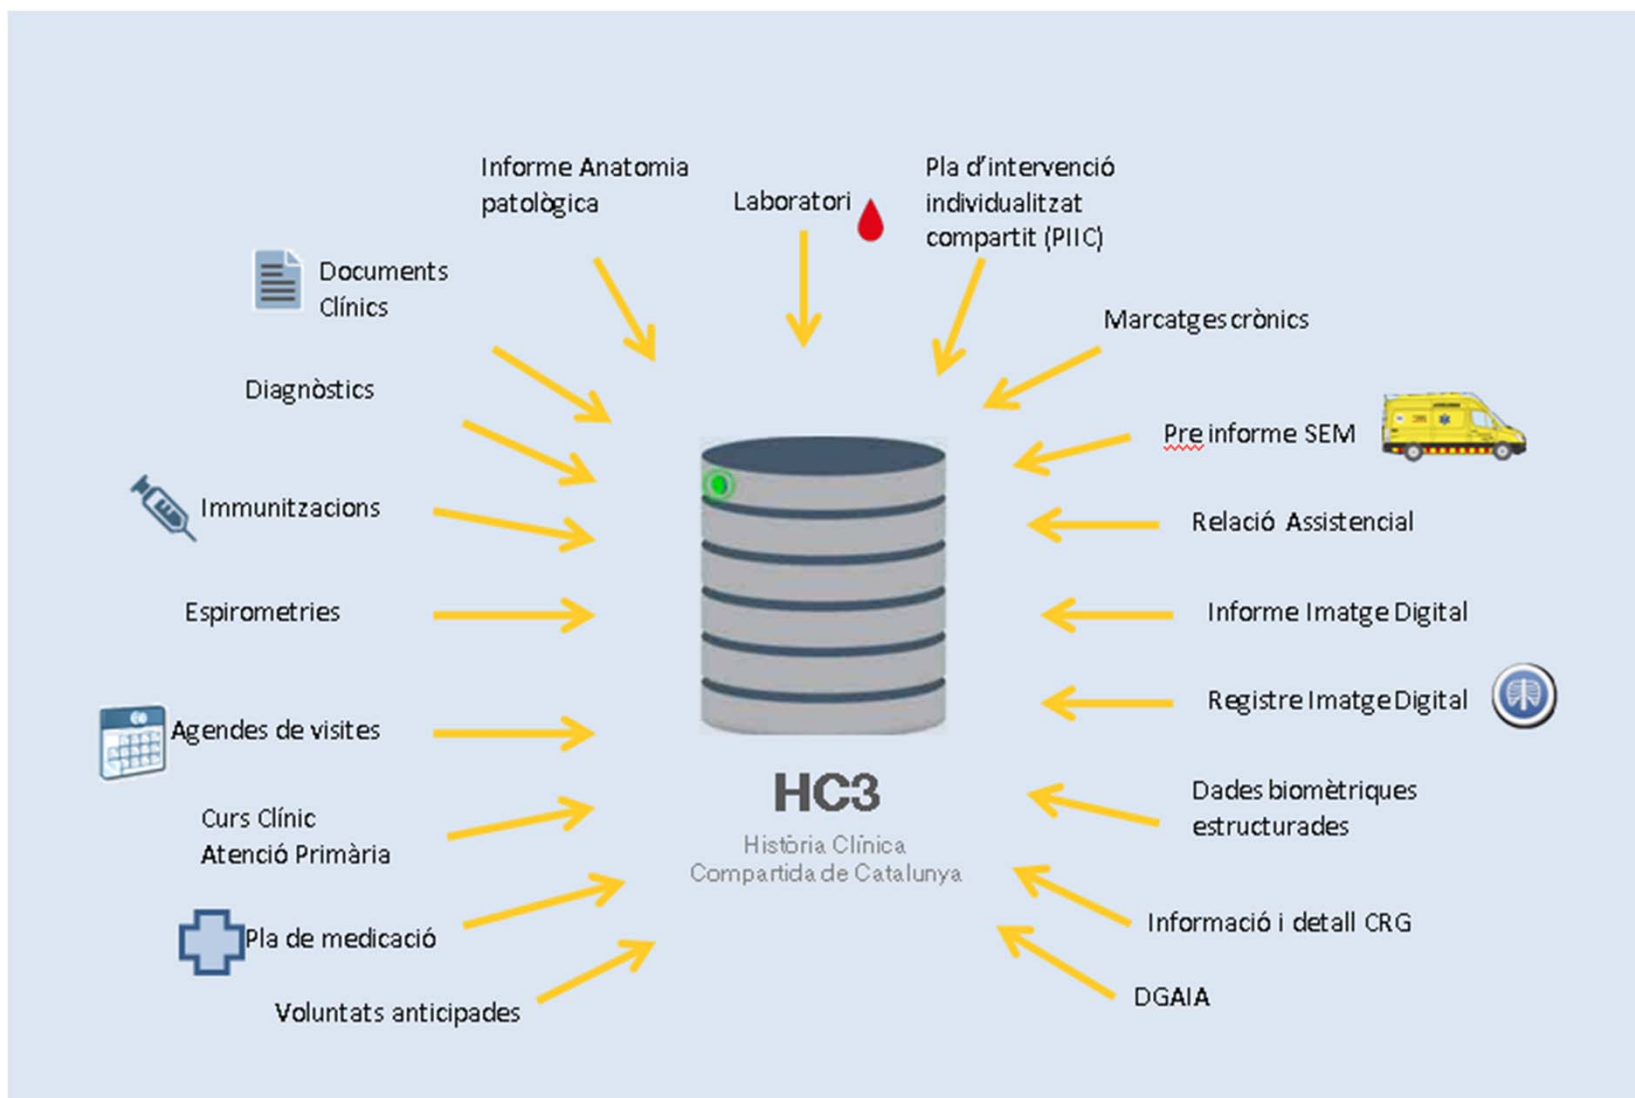 Informe Anatomia
patològica
Laboratori
Pla d'intervenció
individualitzat
compartit (PIIC)
Documents
Clínics
Marcatges crònics
Diagnòstics
Pre informe SEM
Immunitzacions
Relació Assistencial
Espirometries
Informe Imatge Digital
Registre Imatge Digital
Agendes de visites
HC3
Història Clínica
Compartida de Catalunya
Dades biomètriques
estructurades
Curs Clínic
Atenció Primària
Informació i detall CRG
Pla de medicació
DGAIA
Voluntats anticipades